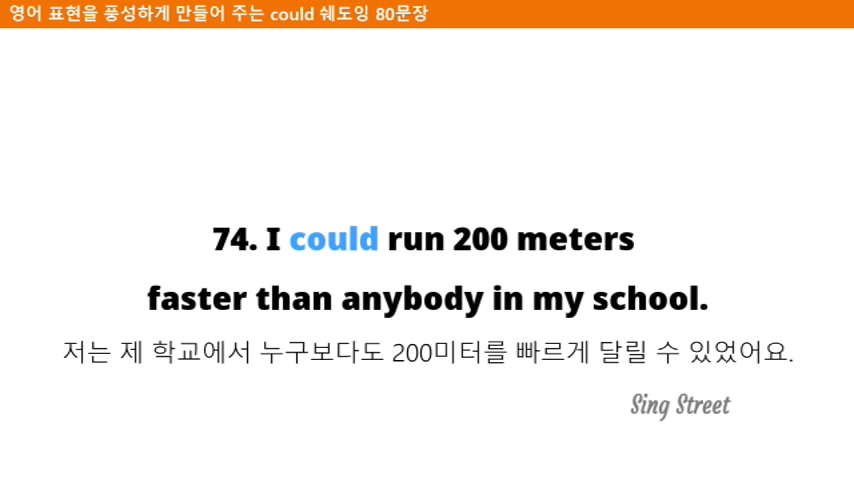 영어 표현을 풍성하게 만들어 주는 could 쉐도잉 80문장
74. I could run 200 meters
faster than anybody in my school.
저는 제 학교에서 누구보다도 200미터를 빠르게 달릴 수 있었어요.
Sing Street